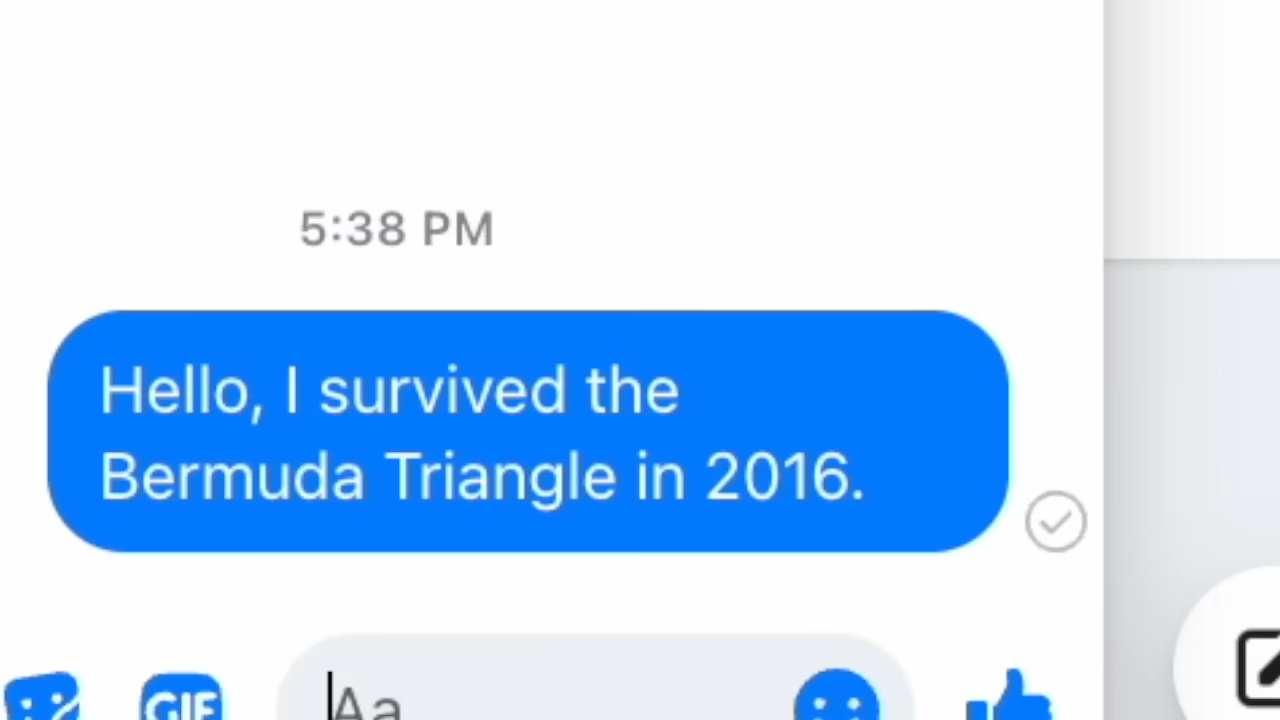 5:38 PM
Hello, I survived the
Bermuda Triangle in 2016.
GIF
Aa